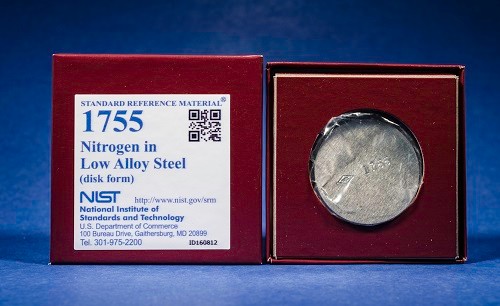 STANDARD REFERENCE MATERIAL®
1755
Nitrogen in
Low Alloy Steel
(disk form)
NIST http://www.nist.gov/srm
National Institute of
Standards and Technology
U.S. Department of Commerce
100 Bureau Drive, Gaithersburg, MD 20899
Tel. 301-975-2200
ID160812
1755